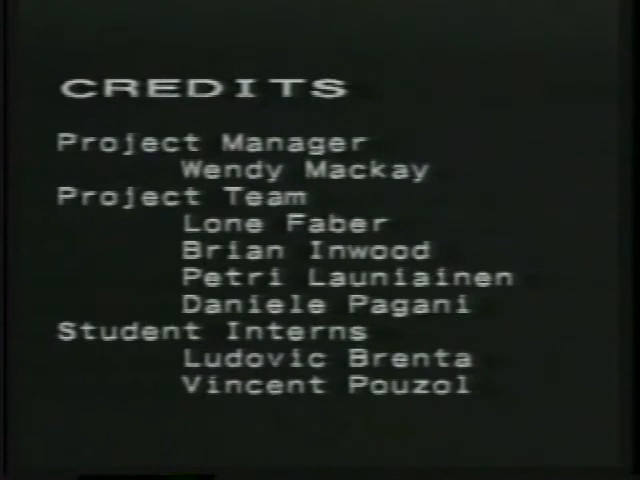 CREDITS
Project Manager
Wendy Mackay
Project Team
Lone Faber
Brian Inwood
Petri Launiainen
Daniele Pagani
Student Interns
Ludovic Brenta
Vincent Pouzol